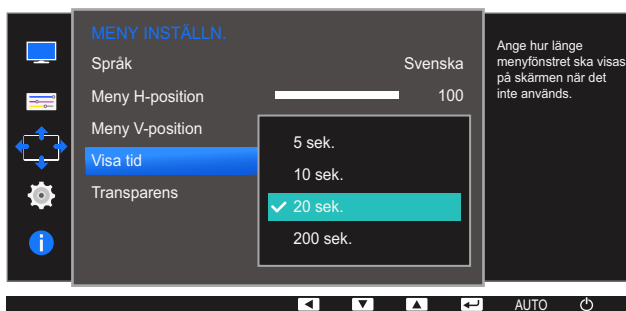 MENY INSTÄLLN.
Språk Svenska
Meny H-position 100
Meny V-position
Visa tid
Transparens
5 sek.
10 sek.
20 sek.
200 sek.
Ange hur länge
menyfönstret ska visas
på skärmen när det
inte används.
AUTO